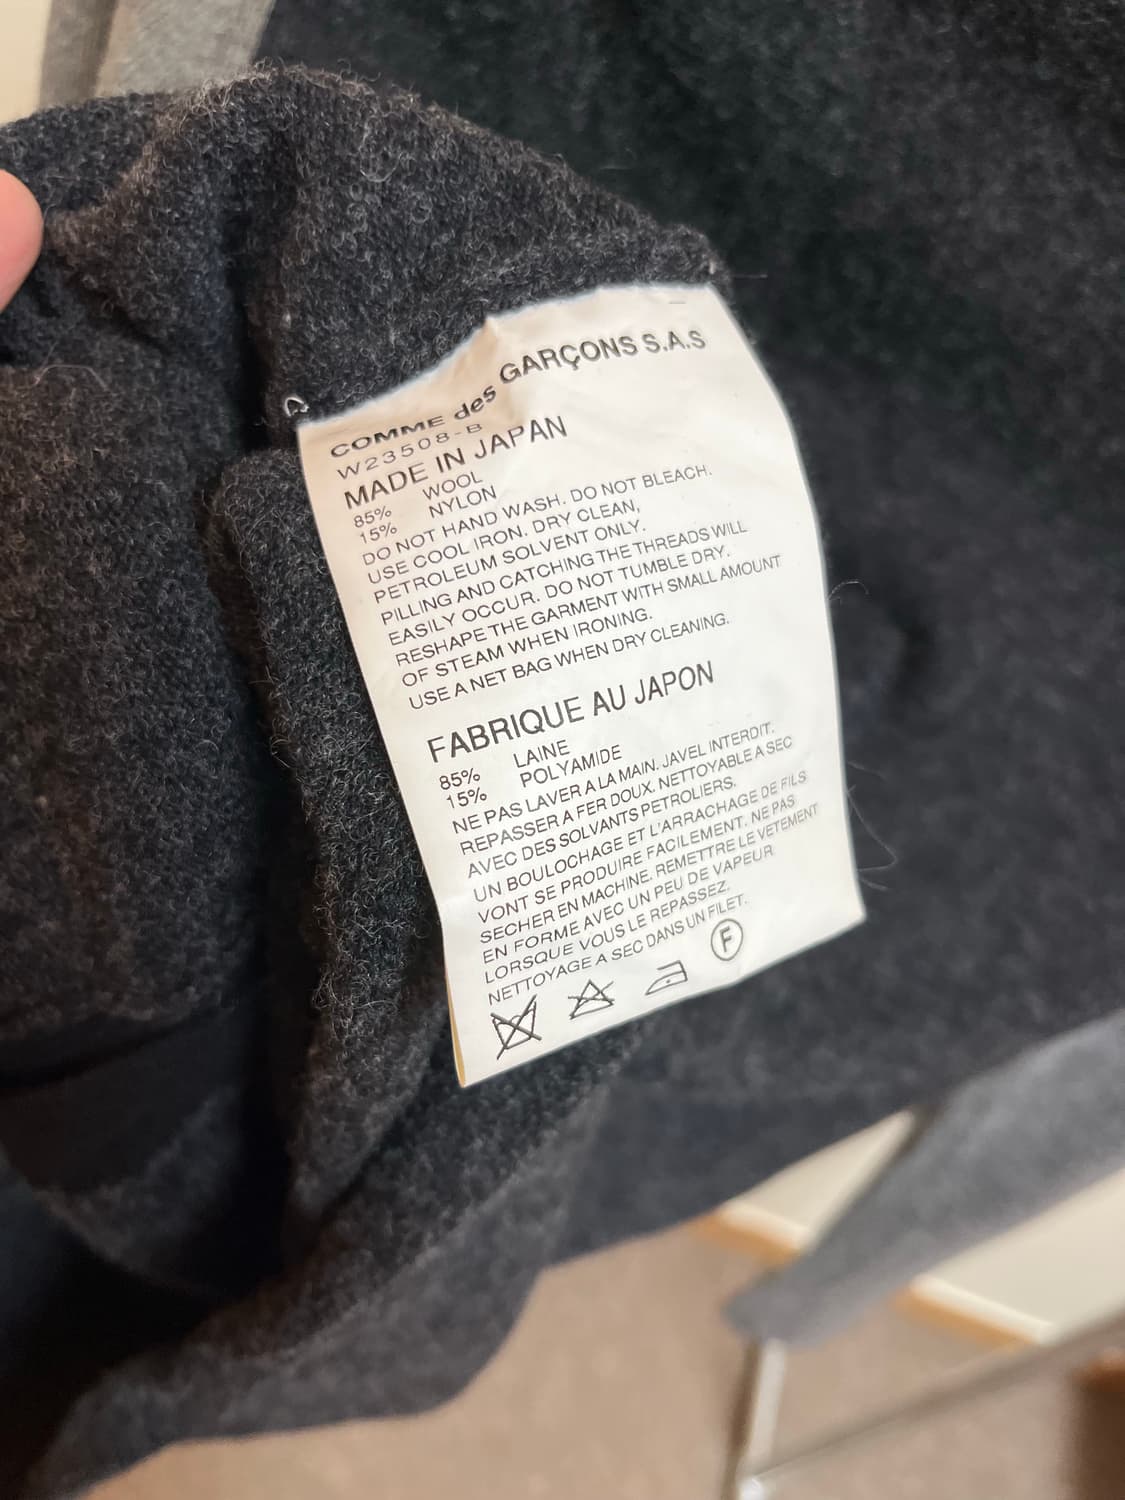 COMME des GARÇONS S.A.S
W23508-B
MADE IN JAPAN
85% WOOL
15% NYLON
DO NOT HAND WASH. DO NOT BLEACH.
USE COOL IRON. DRY CLEAN,
PETROLEUM SOLVENT ONLY.
PILLING AND CATCHING THE THREADS WILL
EASILY OCCUR. DO NOT TUMBLE DRY.
RESHAPE THE GARMENT WITH SMALL AMOUNT
OF STEAM WHEN IRONING.
USE A NET BAG WHEN DRY CLEANING.
FABRIQUE AU JAPON
85% LAINE
15% POLYAMIDE
NE PAS LAVER A LA MAIN. JAVEL INTERDIT.
REPASSER A FER DOUX. NETTOYABLE A SEC
AVEC DES SOLVANTS PETROLIERS.
UN BOULOCHAGE ET L'ARRACHAGE DE FILS
VONT SE PRODUIRE FACILEMENT. NE PAS
SECHER EN MACHINE. REMETTRE LE VETEMENT
EN FORME AVEC UN PEU DE VAPEUR
LORSQUE VOUS LE REPASSEZ.
NETTOYAGE A SEC DANS UN FILET.
F